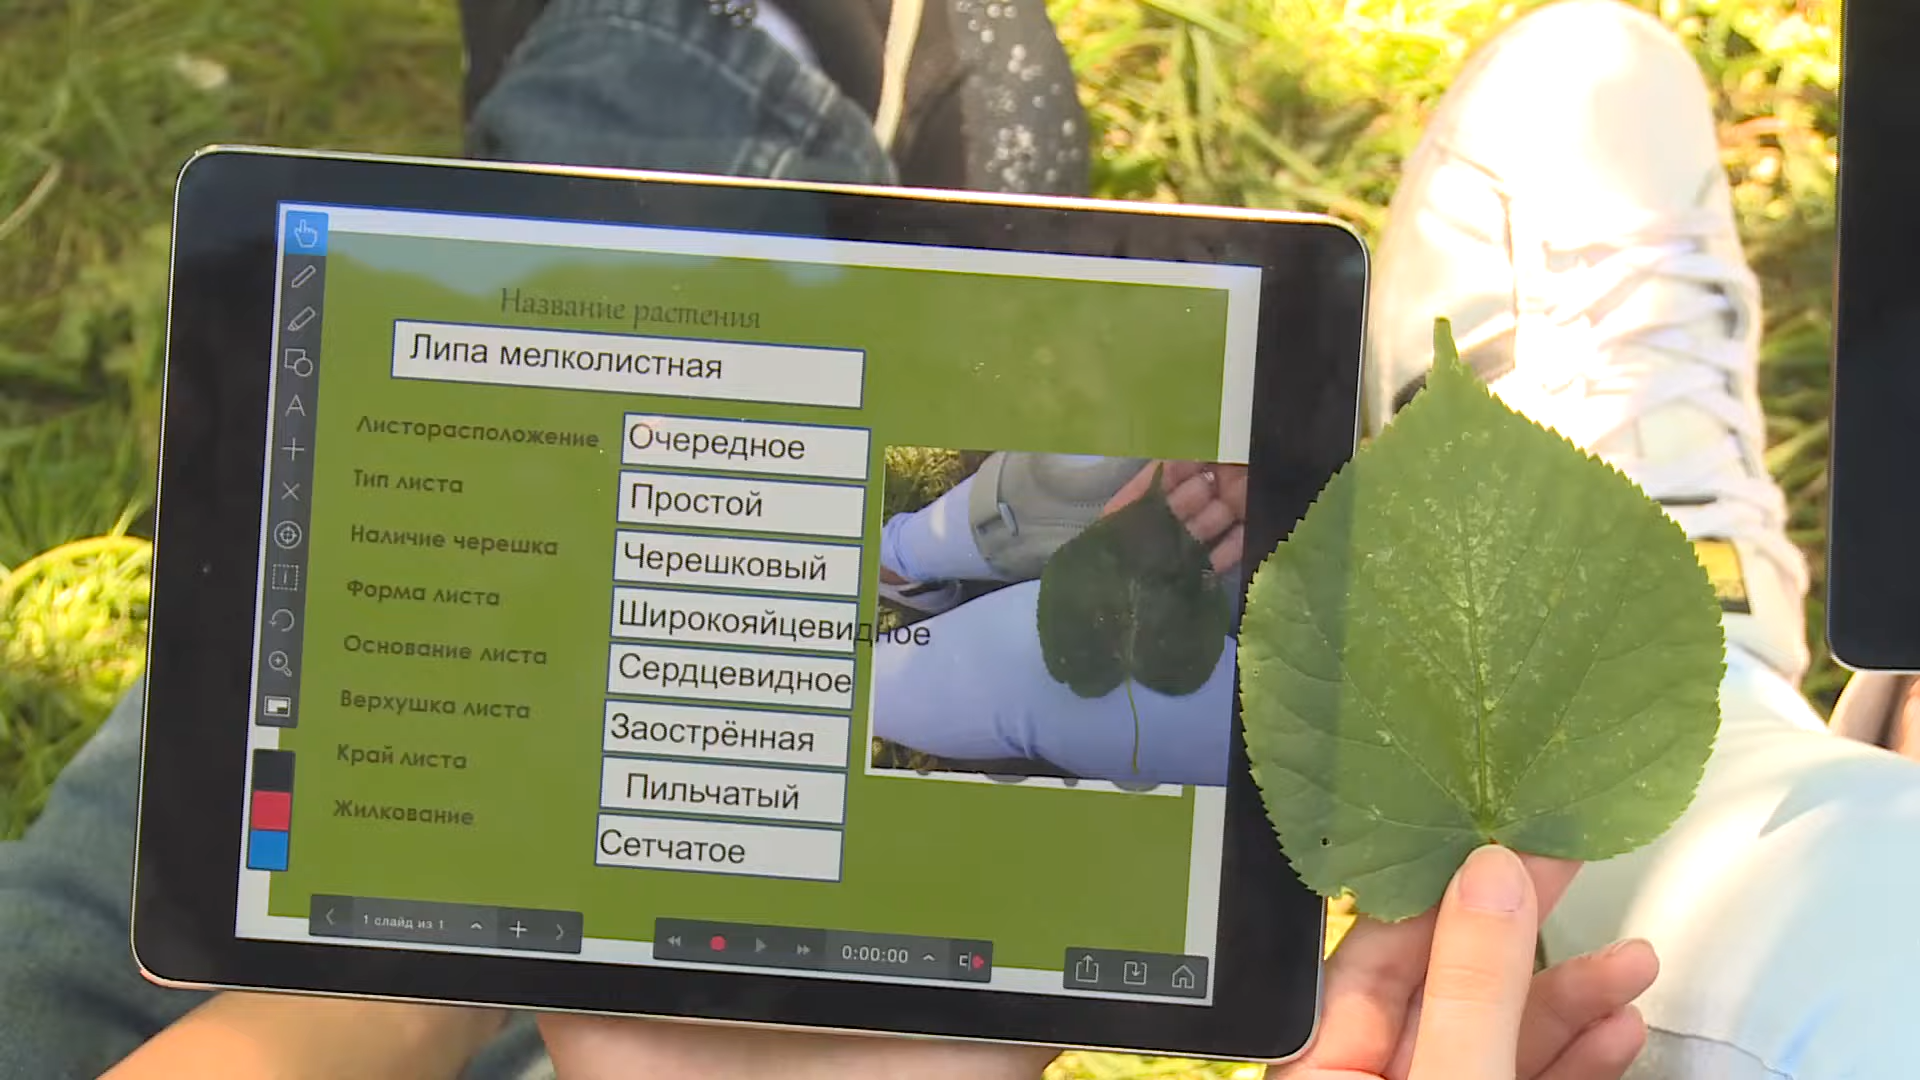 Название растения
Липа мелколистная
Листорасположение Очередное
Тип листа Простой
Наличие черешка Черешковый
Форма листа Широкояйцевидное
Основание листа Сердцевидное
Верхушка листа Заострённая
Край листа Пильчатый
Жилкование Сетчатое
1 слайд из 1
0:00:00